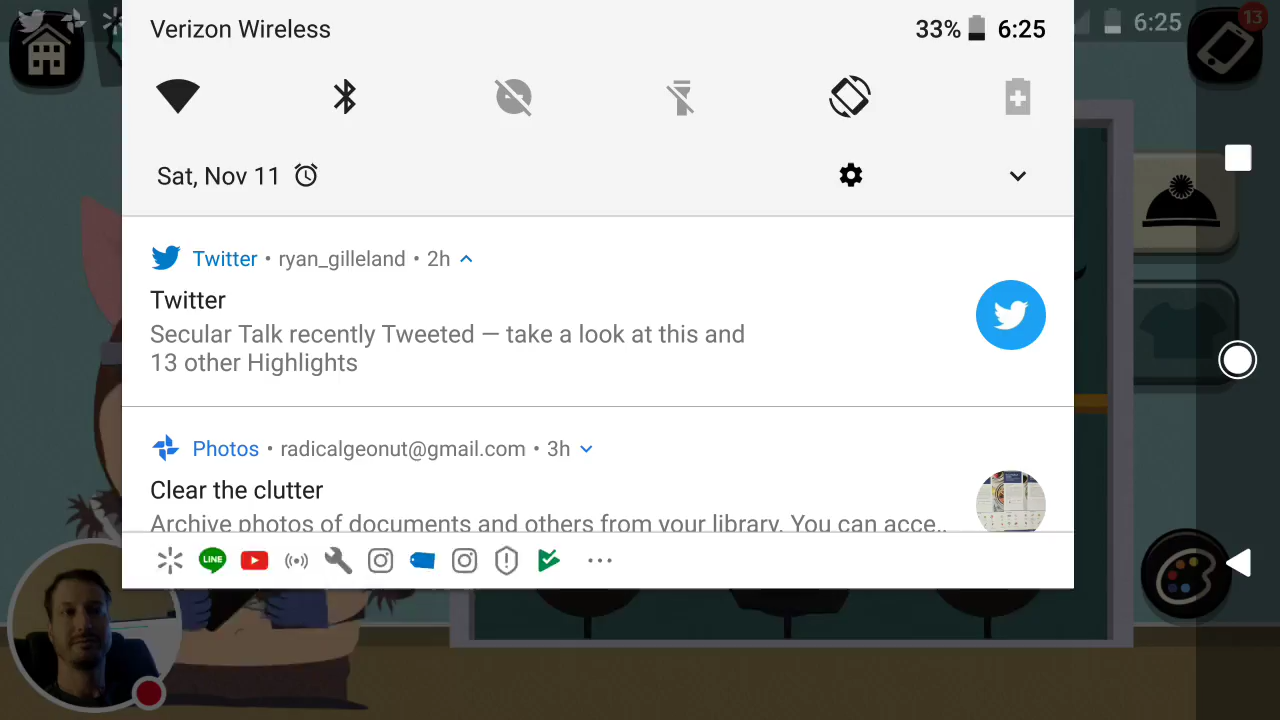 Verizon Wireless
33% 6:25
6:25
13
Sat, Nov 11
Twitter • ryan_gilleland • 2h
Twitter
Secular Talk recently Tweeted — take a look at this and
13 other Highlights
Photos • radicalgeonut@gmail.com • 3h
Clear the clutter
Archive photos of documents and others from your library. You can acce..
LINE